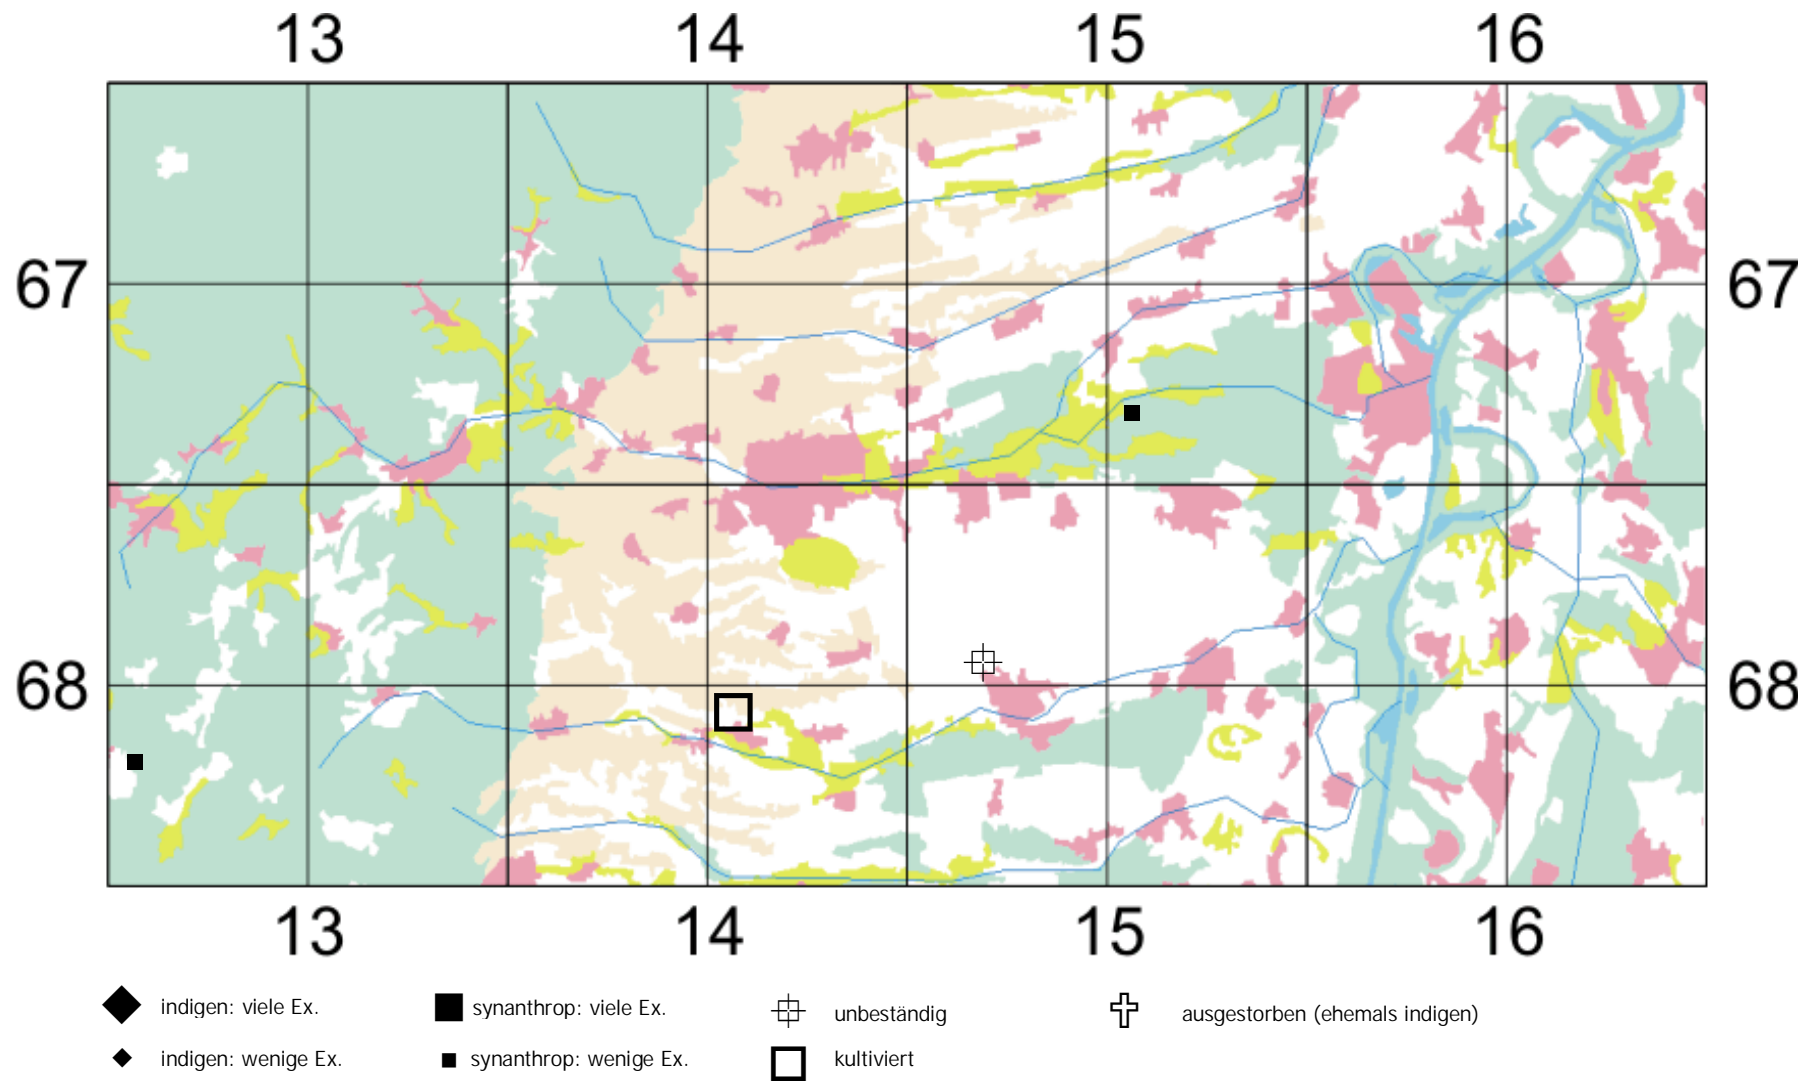 13 14 15 16
67 67
68 68
13 14 15 16
indigen: viele Ex. synanthrop: viele Ex. unbeständig ausgestorben (ehemals indigen)
indigen: wenige Ex. synanthrop: wenige Ex. kultiviert